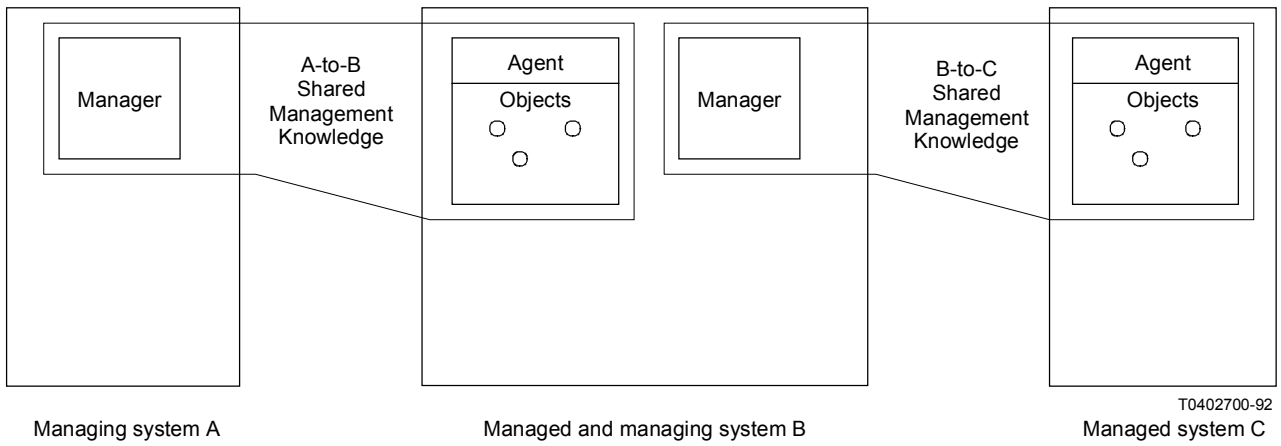 Manager
A-to-B
Shared
Management
Knowledge
Agent
Objects
Manager
B-to-C
Shared
Management
Knowledge
Agent
Objects
T0402700-92
Managing system A
Managed and managing system B
Managed system C